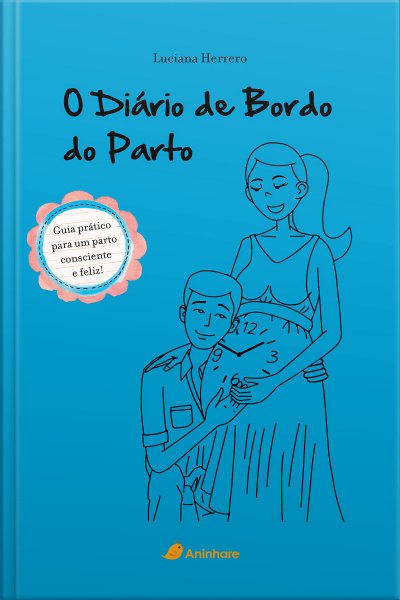 Luciana Herrero
O Diário de Bordo
do Parto
Guia prático
para um parto
consciente
e feliz!
12
9
3
Aninhare